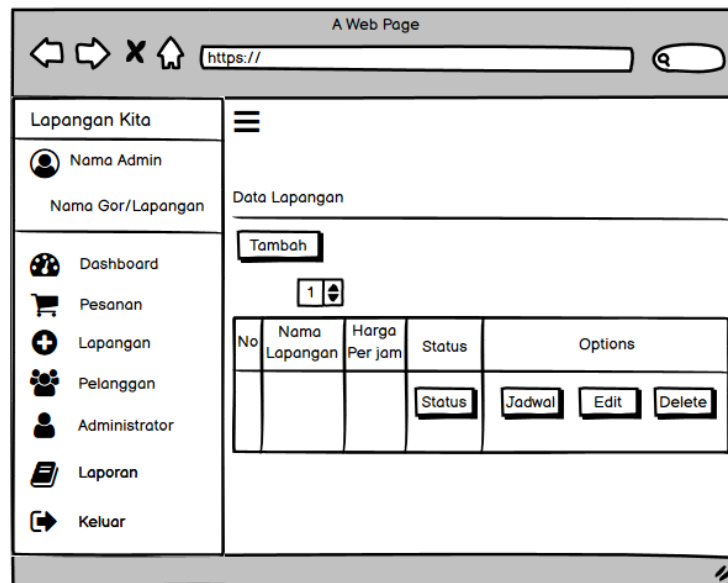 A Web Page
https://
Lapangan Kita
Nama Admin
Nama Gor/Lapangan
Dashboard
Pesanan
Lapangan
Pelanggan
Administrator
Laporan
Keluar
Data Lapangan
Tambah
1
No
Nama
Lapangan
Harga
Per jam
Status
Options
Status
Jadwal
Edit
Delete